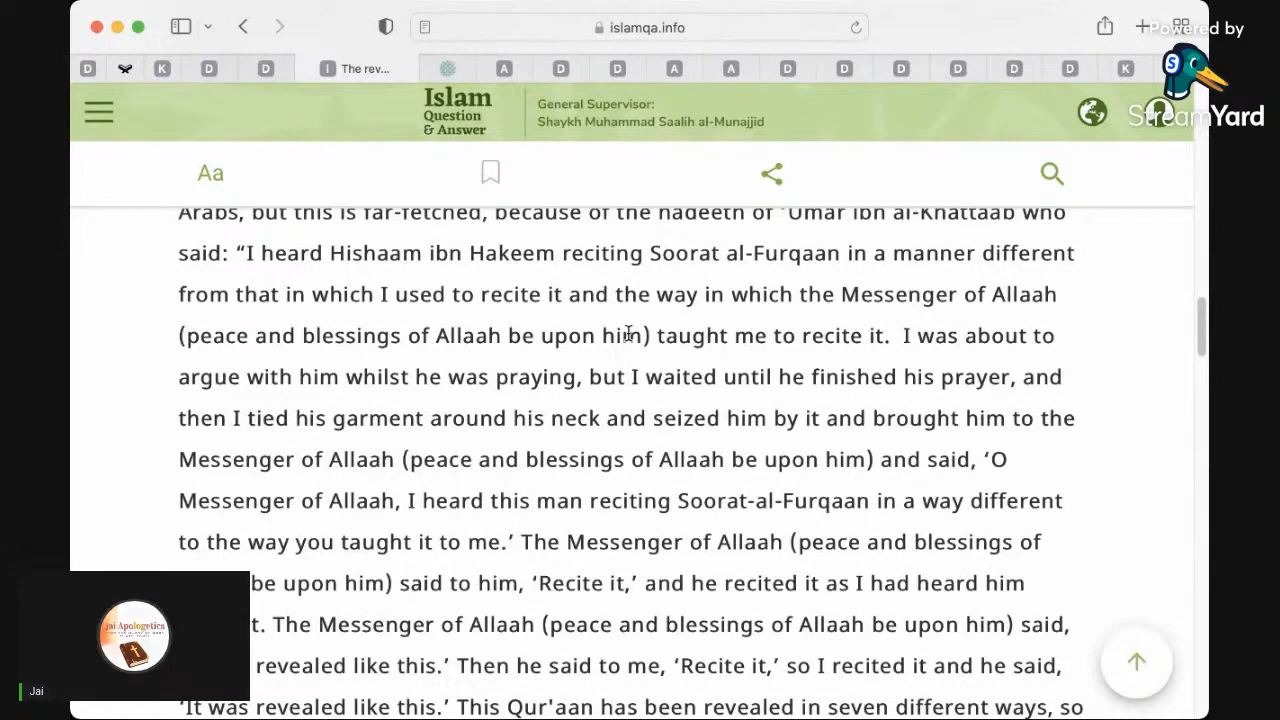 islamqa.info
Powered by
D
K
D
D
I The rev...
A
D
D
A
A
D
D
D
D
D
D
K
S
StreamYard
Islam
Question
& Answer
General Supervisor:
Shaykh Muhammad Saalih al-Munajjid
Aa
Arabs, but this is far-fetched, because of the hadeeth of ‘Umar ibn al-Khattaab who
said: “I heard Hishaam ibn Hakeem reciting Soorat al-Furqaan in a manner different
from that in which I used to recite it and the way in which the Messenger of Allaah
(peace and blessings of Allaah be upon him) taught me to recite it. I was about to
argue with him whilst he was praying, but I waited until he finished his prayer, and
then I tied his garment around his neck and seized him by it and brought him to the
Messenger of Allaah (peace and blessings of Allaah be upon him) and said, ‘O
Messenger of Allaah, I heard this man reciting Soorat-al-Furqaan in a way different
to the way you taught it to me.’ The Messenger of Allaah (peace and blessings of
be upon him) said to him, ‘Recite it,’ and he recited it as I had heard him
t. The Messenger of Allaah (peace and blessings of Allaah be upon him) said,
revealed like this.’ Then he said to me, ‘Recite it,’ so I recited it and he said,
‘It was revealed like this.’ This Qur'aan has been revealed in seven different ways, so
Jai Apologetics
Jai